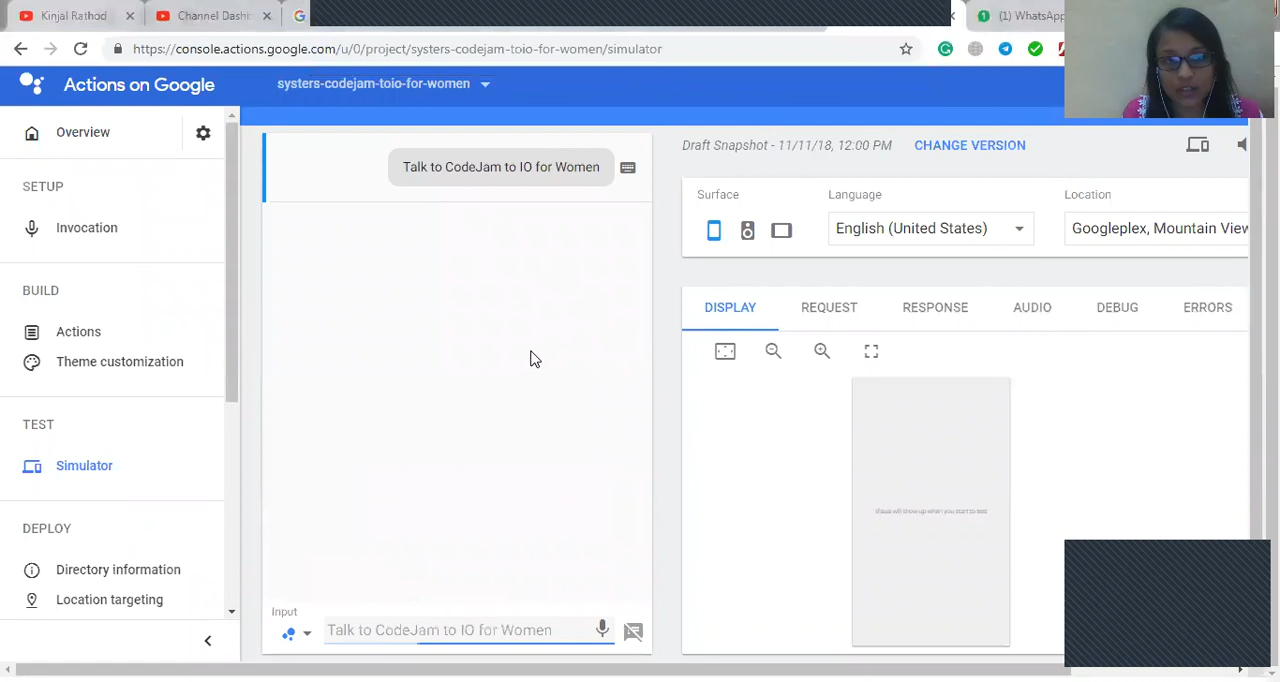 Kinjal Rathod
Channel Dashb
(1) WhatsApp
https://console.actions.google.com/u/0/project/systers-codejam-toio-for-women/simulator
Actions on Google
systers-codejam-toio-for-women
Overview
SETUP
Invocation
BUILD
Actions
Theme customization
TEST
Simulator
DEPLOY
Directory information
Location targeting
Talk to CodeJam to IO for Women
Input
Talk to CodeJam to IO for Women
Draft Snapshot - 11/11/18, 12:00 PM
CHANGE VERSION
Surface
Language
Location
English (United States)
Googleplex, Mountain View
DISPLAY
REQUEST
RESPONSE
AUDIO
DEBUG
ERRORS